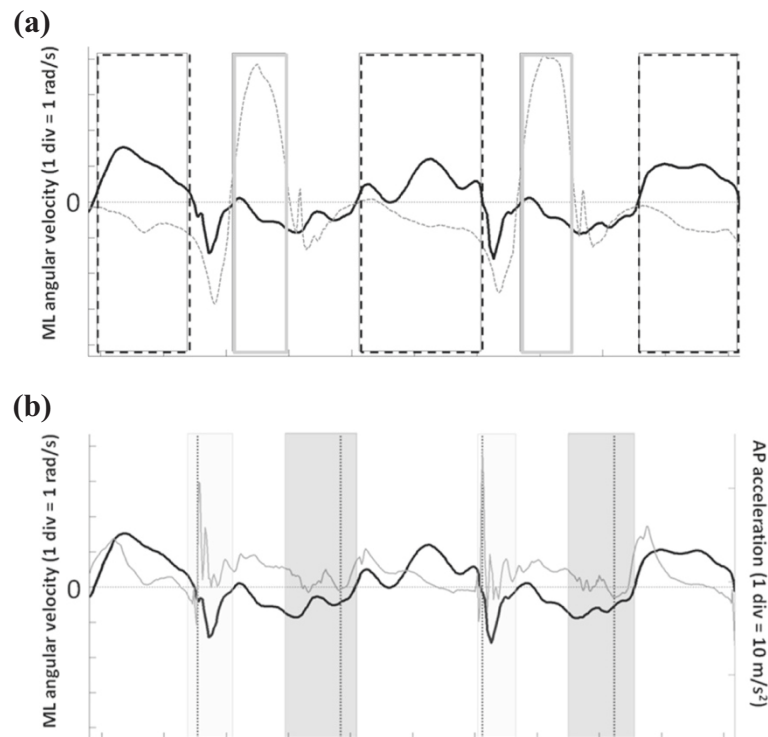 (a)
ML angular velocity (1 div = 1 rad/s)
0
(b)
ML angular velocity (1 div = 1 rad/s)
0
AP acceleration (1 div = 10 m/s²)